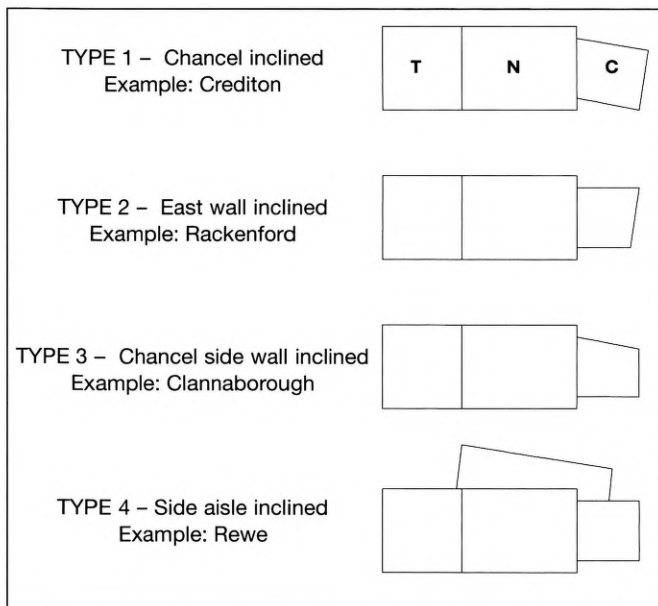 TYPE 1 – Chancel inclined
Example: Crediton
T N C
TYPE 2 – East wall inclined
Example: Rackenford
TYPE 3 – Chancel side wall inclined
Example: Clannaborough
TYPE 4 – Side aisle inclined
Example: Rewe